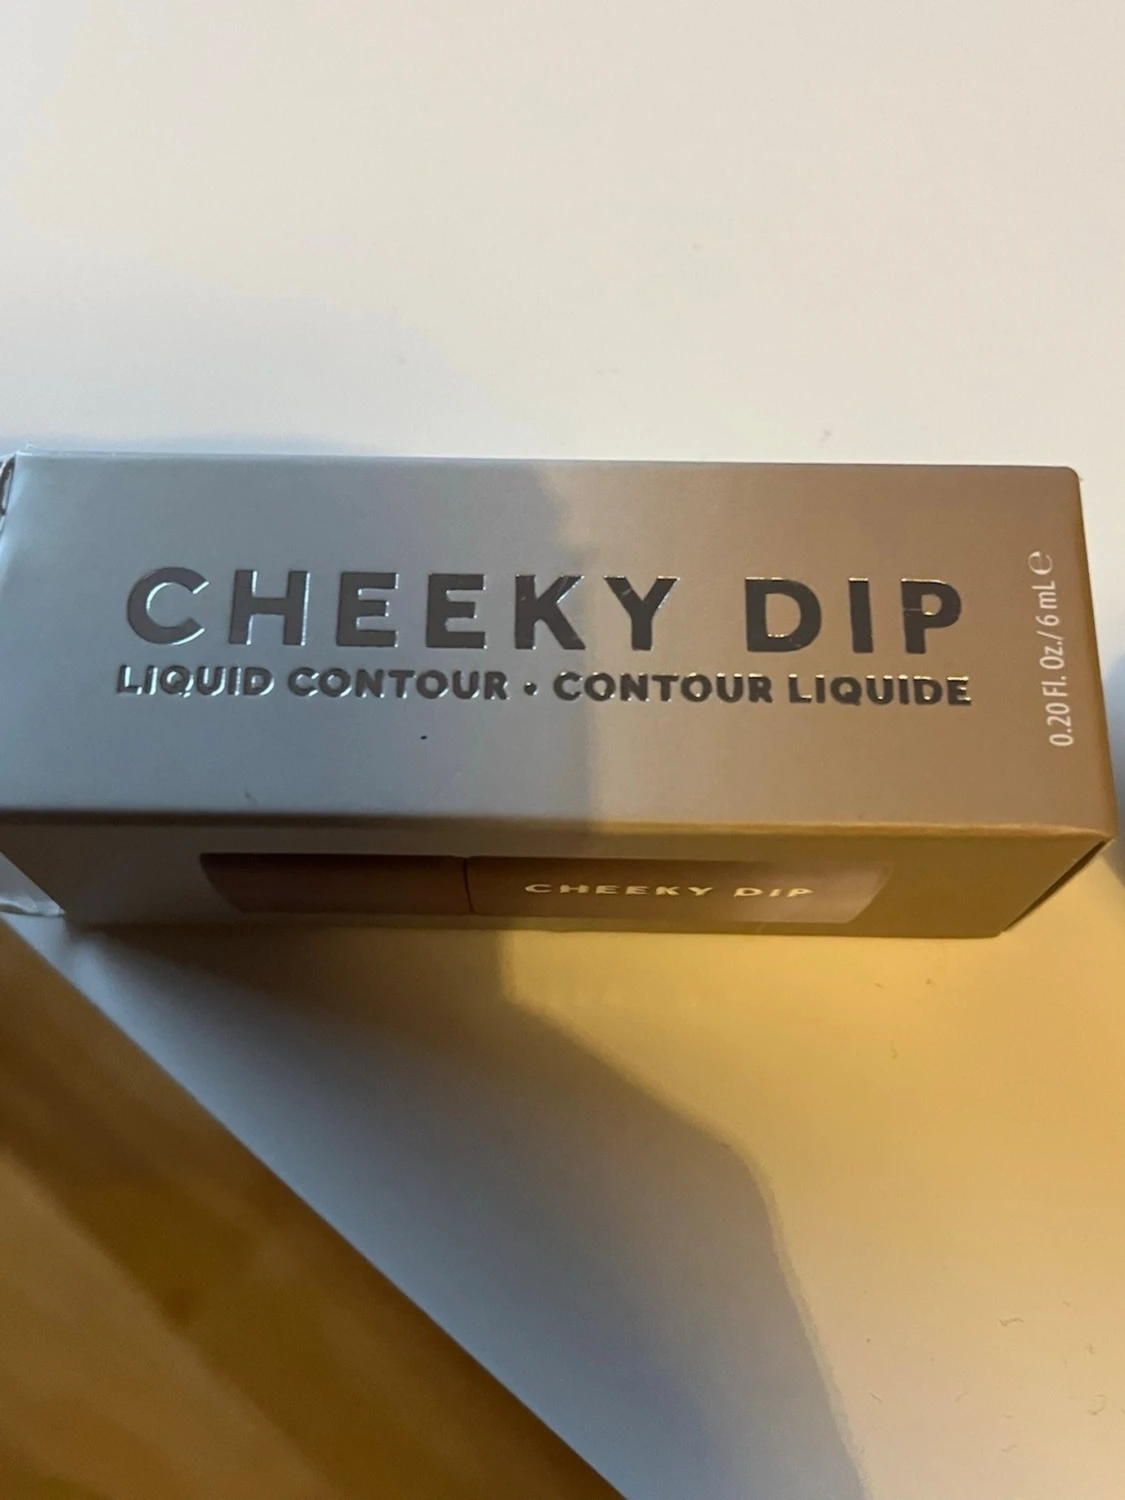 CHEEKY DIP
LIQUID CONTOUR • CONTOUR LIQUIDE
0.20 Fl. Oz./ 6 mL ℮
CHEEKY DIP